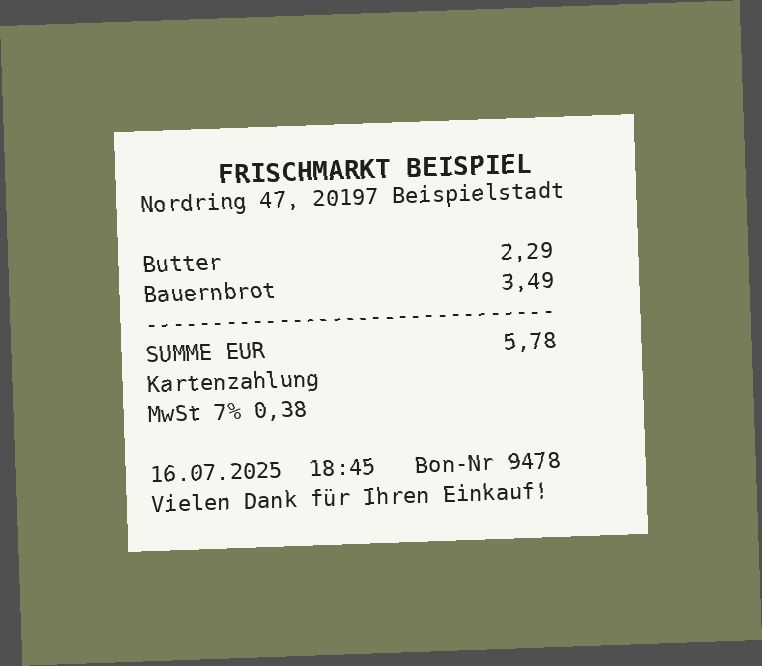 FRISCHMARKT BEISPIEL
Nordring 47, 20197 Beispielstadt
Butter 2,29
Bauernbrot 3,49
--------------------------------
SUMME EUR 5,78
Kartenzahlung
MwSt 7% 0,38
16.07.2025 18:45 Bon-Nr 9478
Vielen Dank für Ihren Einkauf!